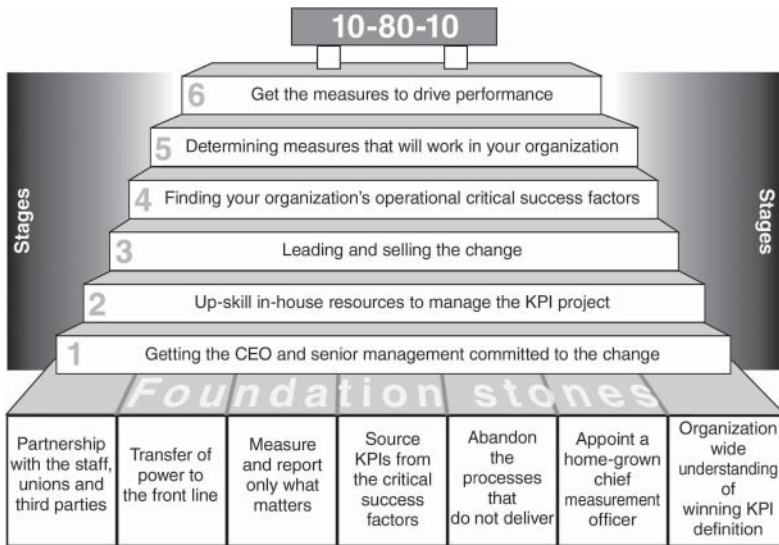 10-80-10
6 Get the measures to drive performance
5 Determining measures that will work in your organization
4 Finding your organization's operational critical success factors
3 Leading and selling the change
2 Up-skill in-house resources to manage the KPI project
1 Getting the CEO and senior management committed to the change
Stages
Stages
Foundation stones
Partnership
with the staff,
unions and
third parties
Transfer of
power to
the front line
Measure
and report
only what
matters
Source
KPIs from
the critical
success
factors
Abandon
the
processes
that
do not deliver
Appoint a
home-grown
chief
measurement
officer
Organization
wide
understanding
of
winning KPI
definition